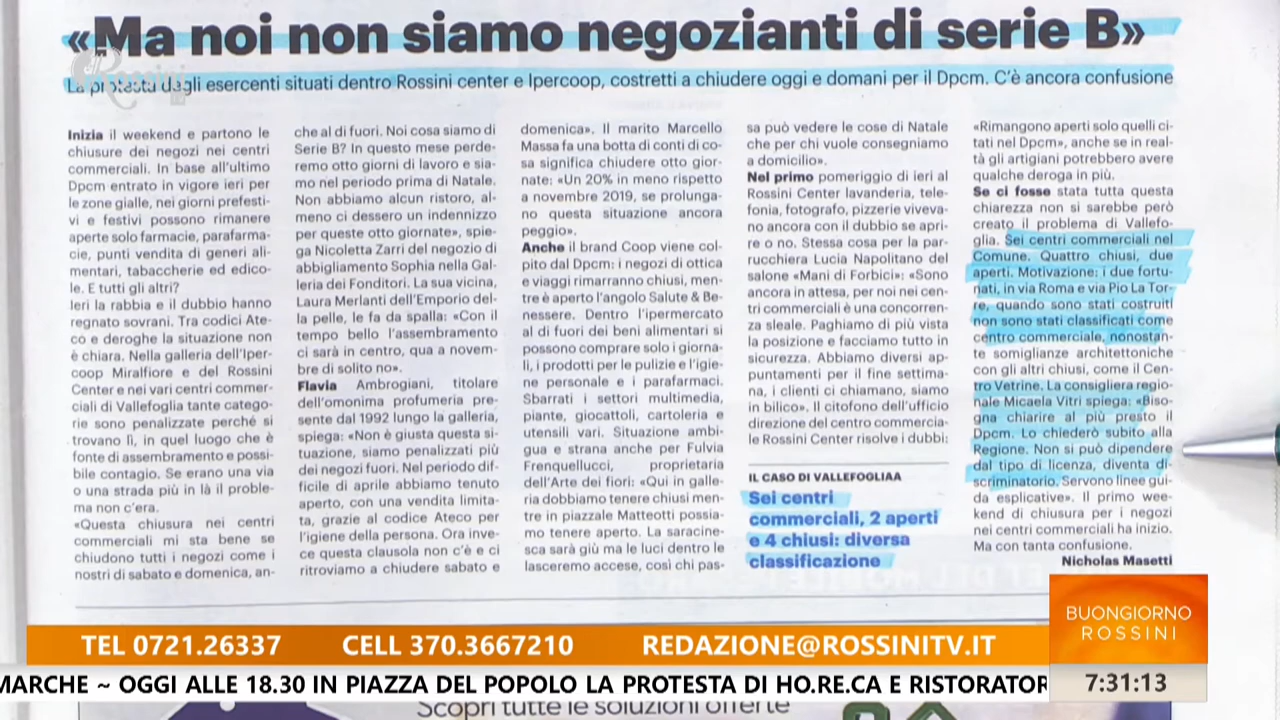 «Ma noi non siamo negozianti di serie B»
La protesta degli esercenti situati dentro Rossini center e Ipercoop, costretti a chiudere oggi e domani per il Dpcm. C'è ancora confusione
Inizia il weekend e partono le
chiusure dei negozi nei centri
commerciali. In base all'ultimo
Dpcm entrato in vigore ieri per
le zone gialle, nei giorni prefesti-
vi e festivi possono rimanere
aperte solo farmacie, parafarma-
cie, punti vendita di generi ali-
mentari, tabaccherie ed edico-
le. E tutti gli altri?
Ieri la rabbia e il dubbio hanno
regnato sovrani. Tra codici Ate-
co e deroghe la situazione non
è chiara. Nella galleria dell'Iper-
coop Miralfiore e del Rossini
Center e nei vari centri commer-
ciali di Vallefoglia tante catego-
rie sono penalizzate perché si
trovano lì, in quel luogo che è
fonte di assembramento e possi-
bile contagio. Se erano una via
o una strada più in là il proble-
ma non c'era.
«Questa chiusura nei centri
commerciali mi sta bene se
chiudono tutti i negozi come i
nostri di sabato e domenica, an-
che al di fuori. Noi cosa siamo di
Serie B? In questo mese perde-
remo otto giorni di lavoro e sia-
mo nel periodo prima di Natale.
Non abbiamo alcun ristoro, al-
meno ci dessero un indennizzo
per queste otto giornate», spie-
ga Nicoletta Zarri del negozio di
abbigliamento Sophia nella Gal-
leria dei Fonditori. La sua vicina,
Laura Merlanti dell'Emporio del-
la pelle, le fa da spalla: «Con il
tempo bello l'assembramento
ci sarà in centro, qua a novem-
bre di solito no».
Flavia Ambrogiani, titolare
dell'omonima profumeria pre-
sente dal 1992 lungo la galleria,
spiega: «Non è giusta questa si-
tuazione, siamo penalizzati più
dei negozi fuori. Nel periodo dif-
ficile di aprile abbiamo tenuto
aperto, con una vendita limita-
ta, grazie al codice Ateco per
l'igiene della persona. Ora inve-
ce questa clausola non c'è e ci
ritroviamo a chiudere sabato e
domenica». Il marito Marcello
Massa fa una botta di conti di co-
sa significa chiudere otto gior-
nate: «Un 20% in meno rispetto
a novembre 2019, se prolunga-
no questa situazione ancora
peggio».
Anche il brand Coop viene col-
pito dal Dpcm: i negozi di ottica
e viaggi rimarranno chiusi, men-
tre è aperto l'angolo Salute & Be-
nessere. Dentro l'ipermercato
al di fuori dei beni alimentari si
possono comprare solo i giorna-
li, i prodotti per le pulizie e l'igie-
ne personale e i parafarmaci.
Sbarrati i settori multimedia,
piante, giocattoli, cartoleria e
utensili vari. Situazione ambi-
gua e strana anche per Fulvia
Frenquellucci, proprietaria
dell'Arte dei fiori: «Qui in galle-
ria dobbiamo tenere chiusi men-
tre in piazzale Matteotti possia-
mo tenere aperto. La saracine-
sca sarà giù ma le luci dentro le
lasceremo accese, così chi pas-
sa può vedere le cose di Natale
che per chi vuole consegniamo
a domicilio».
Nel primo pomeriggio di ieri al
Rossini Center lavanderia, tele-
fonia, fotografo, pizzerie viveva-
no ancora con il dubbio se apri-
re o no. Stessa cosa per la par-
rucchiera Lucia Napolitano del
salone «Mani di Forbici»: «Sono
ancora in attesa, per noi nei cen-
tri commerciali è una concorren-
za sleale. Paghiamo di più vista
la posizione e facciamo tutto in
sicurezza. Abbiamo diversi ap-
puntamenti per il fine settima-
na, i clienti ci chiamano, siamo
in bilico». Il citofono dell'ufficio
direzione del centro commercia-
le Rossini Center risolve i dubbi:
IL CASO DI VALLEFOGLIAA
Sei centri
commerciali, 2 aperti
e 4 chiusi: diversa
classificazione
«Rimangono aperti solo quelli ci-
tati nel Dpcm», anche se in real-
tà gli artigiani potrebbero avere
qualche deroga in più.
Se ci fosse stata tutta questa
chiarezza non si sarebbe però
creato il problema di Vallefo-
glia. Sei centri commerciali nel
Comune. Quattro chiusi, due
aperti. Motivazione: i due fortu-
nati, in via Roma e via Pio La Tor-
re, quando sono stati costruiti
non sono stati classificati come
centro commerciale, nonostan-
te somiglianze architettoniche
con gli altri chiusi, come il Cen-
tro Vetrine. La consigliera regio-
nale Micaela Vitri spiega: «Biso-
gna chiarire al più presto il
Dpcm. Lo chiederò subito alla
Regione. Non si può dipendere
dal tipo di licenza, diventa di-
scriminatorio. Servono linee gui-
da esplicative». Il primo wee-
kend di chiusura per i negozi
nei centri commerciali ha inizio.
Ma con tanta confusione.
Nicholas Masetti
BUONGIORNO
ROSSINI
TEL 0721.26337 CELL 370.3667210 REDAZIONE@ROSSINITV.IT
MARCHE ~ OGGI ALLE 18.30 IN PIAZZA DEL POPOLO LA PROTESTA DI HO.RE.CA E RISTORATOR
7:31:13
Scopri tutte le soluzioni offerte